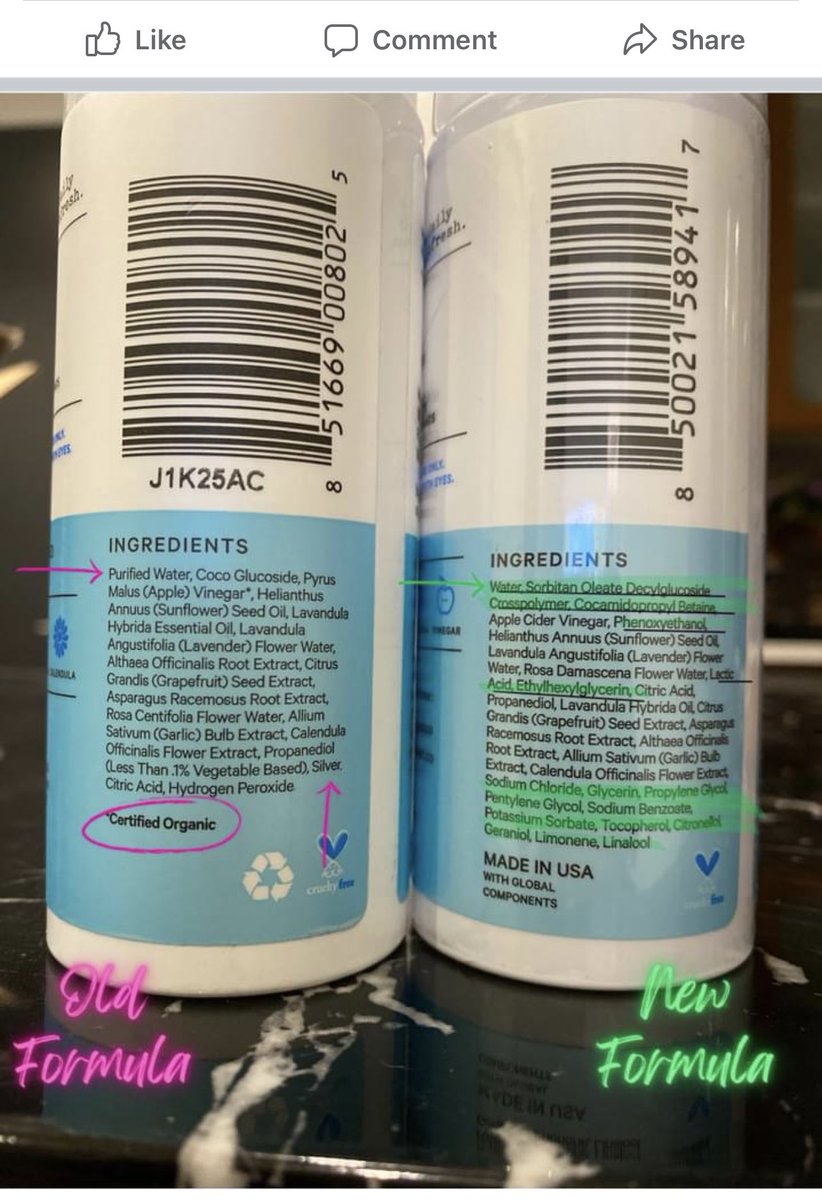 Like
Comment
Share
aily
resh.
8 51669 00802 5
J1K25AC
INGREDIENTS
Purified Water, Coco Glucoside, Pyrus
Malus (Apple) Vinegar*, Helianthus
Annuus (Sunflower) Seed Oil, Lavandula
Hybrida Essential Oil, Lavandula
Angustifolia (Lavender) Flower Water,
Althaea Officinalis Root Extract, Citrus
Grandis (Grapefruit) Seed Extract,
Asparagus Racemosus Root Extract,
Rosa Centifolia Flower Water, Allium
Sativum (Garlic) Bulb Extract, Calendula
Officinalis Flower Extract, Propanediol
(Less Than .1% Vegetable Based), Silver.
Citric Acid, Hydrogen Peroxide
*Certified Organic
cruelty free
aily
resh.
8 50021 58941 7
ONLY.
EYES.
VINEGAR
INGREDIENTS
Water, Sorbitan Oleate Decylglucoside
Crosspolymer, Cocamidopropyl Betaine,
Apple Cider Vinegar, Phenoxyethanol,
Helianthus Annuus (Sunflower) Seed Oil,
Lavandula Angustifolia (Lavender) Flower
Water, Rosa Damascena Flower Water, Lactic
Acid, Ethylhexylglycerin, Citric Acid,
Propanediol, Lavandula Hybrida Oil, Citrus
Grandis (Grapefruit) Seed Extract, Asparagus
Racemosus Root Extract, Althaea Officinalis
Root Extract, Allium Sativum (Garlic) Bulb
Extract, Calendula Officinalis Flower Extract,
Sodium Chloride, Glycerin, Propylene Glycol,
Pentylene Glycol, Sodium Benzoate,
Potassium Sorbate, Tocopherol, Citronellol
Geraniol, Limonene, Linalool
MADE IN USA
WITH GLOBAL
COMPONENTS
cruelty free
Old
Formula
New
Formula